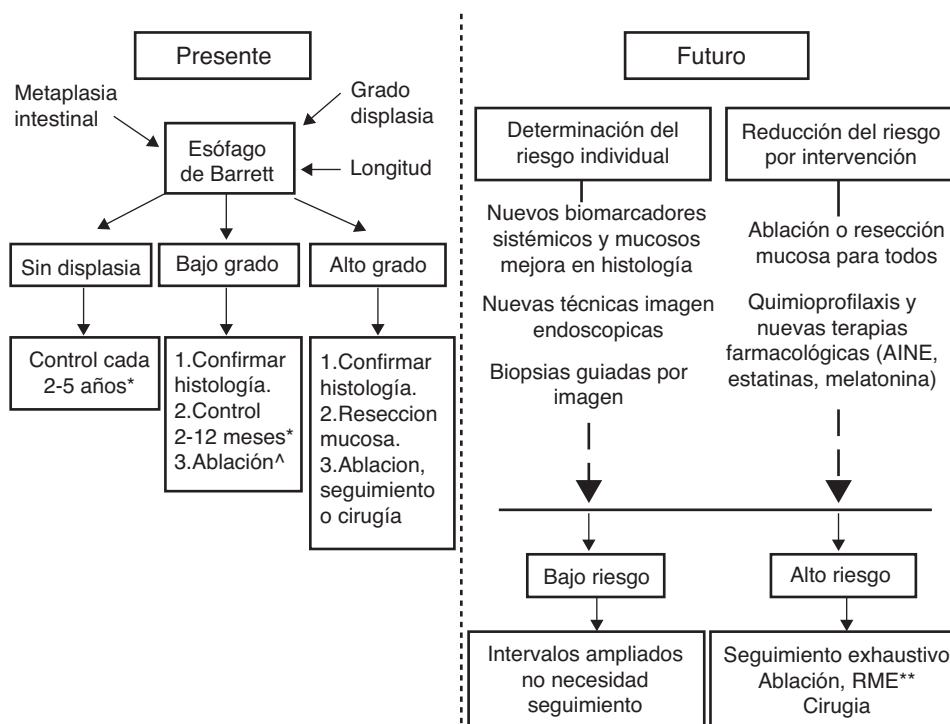 Presente
Metaplasia
intestinal
Grado
displasia
Esófago
de Barrett
Longitud
Sin displasia
Bajo grado
Alto grado
Control cada
2-5 años*
1.Confirmar
histología.
2.Control
2-12 meses*
3.Ablación^
1.Confirmar
histología.
2.Reseccion
mucosa.
3.Ablacion,
seguimiento
o cirugía
Futuro
Determinación del
riesgo individual
Nuevos biomarcadores
sistémicos y mucosos
mejora en histología
Nuevas técnicas imagen
endoscopicas
Biopsias guiadas por
imagen
Reducción del riesgo
por intervención
Ablación o resección
mucosa para todos
Quimioprofilaxis y
nuevas terapias
farmacológicas (AINE,
estatinas, melatonina)
Bajo riesgo
Alto riesgo
Intervalos ampliados
no necesidad
seguimiento
Seguimiento exhaustivo
Ablación, RME**
Cirugia